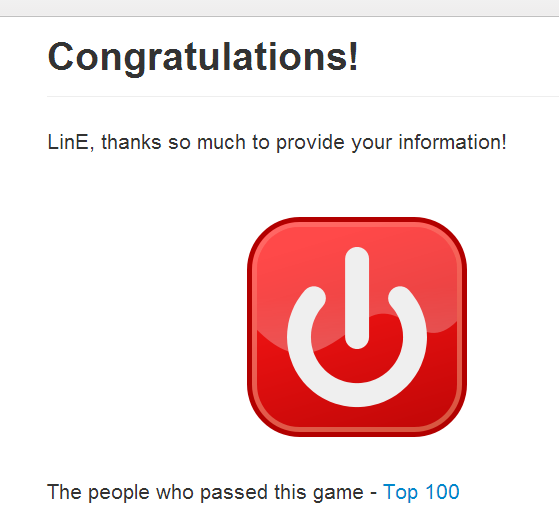 Congratulations!
LinE, thanks so much to provide your information!
The people who passed this game - Top 100